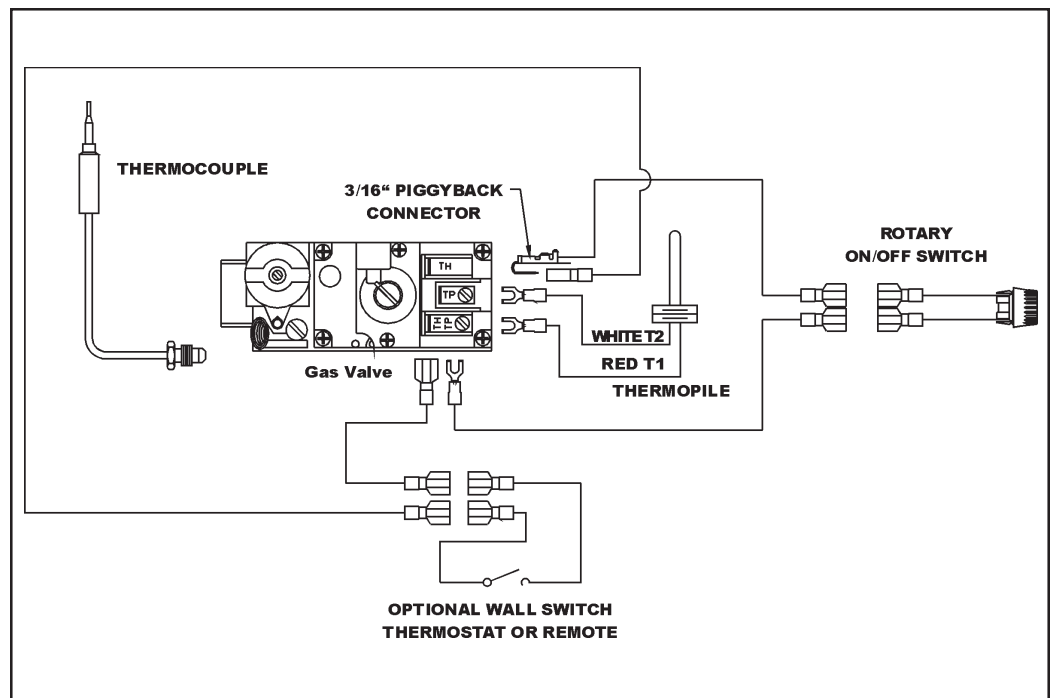 THERMOCOUPLE
3/16“ PIGGYBACK
CONNECTOR
ROTARY
ON/OFF SWITCH
TH
TP
TH
TP
WHITE T2
RED T1
THERMOPILE
Gas Valve
OPTIONAL WALL SWITCH
THERMOSTAT OR REMOTE